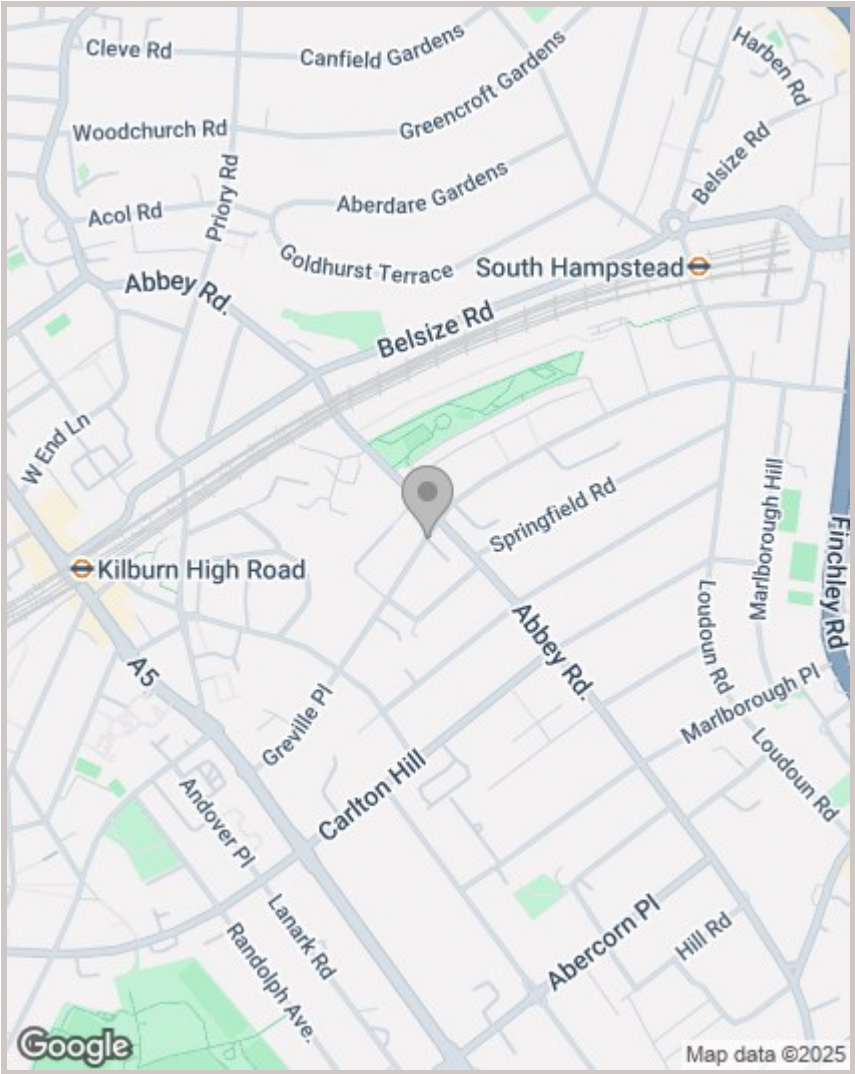 Cleve Rd
Canfield Gardens
Harben Rd
Greencroft Gardens
Woodchurch Rd
Belsize Rd
Priory Rd
Aberdare Gardens
Acol Rd
Goldhurst Terrace
South Hampstead
Abbey Rd.
Belsize Rd
W End Ln
Marlborough Hill
Springfield Rd
Finchley Rd
Kilburn High Road
Loudoun Rd
Abbey Rd.
A5
Marlborough Pl
Greville Pl
Loudoun Rd
Carlton Hill
Andover Pl
Lanark Rd
Abercorn Pl
Hill Rd
Randolph Ave.
Google
Map data ©2025